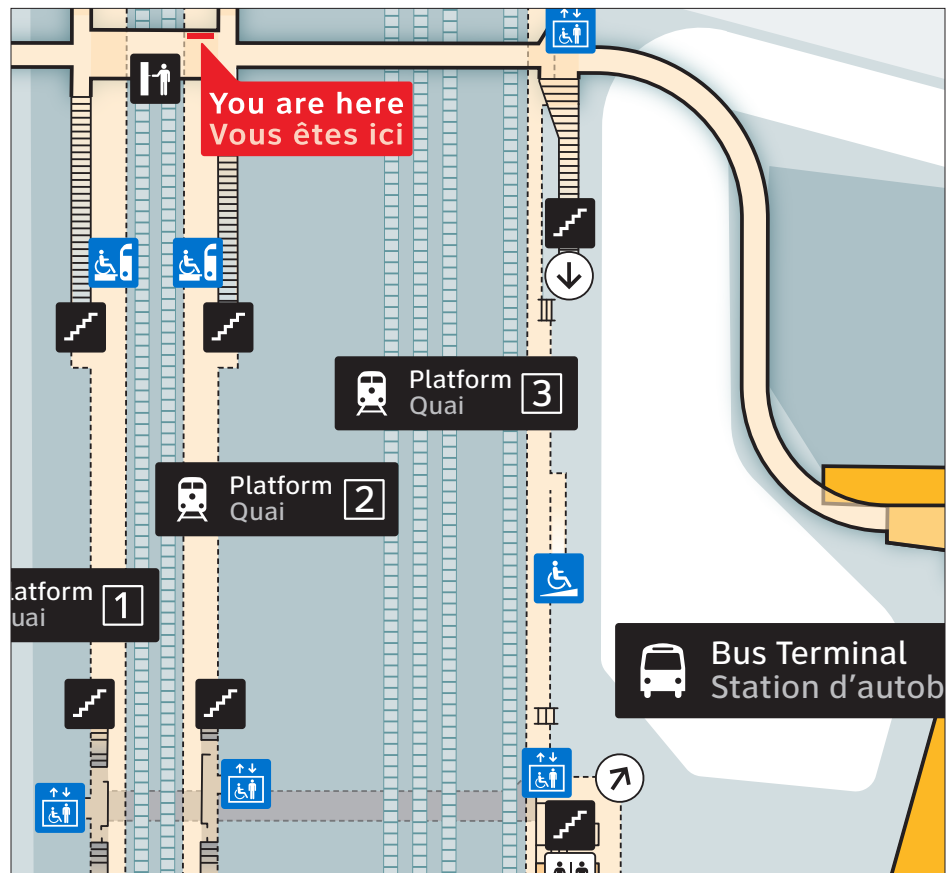 You are here
Vous êtes ici
Platform
Quai
3
Platform
Quai
2
latform
uai
1
Bus Terminal
Station d'autob